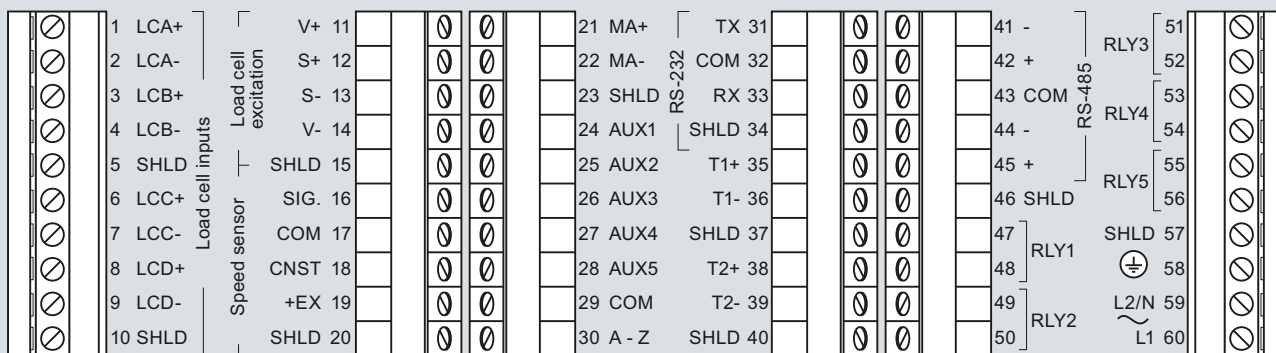 1 LCA+
2 LCA-
3 LCB+
4 LCB-
5 SHLD
6 LCC+
7 LCC-
8 LCD+
9 LCD-
10 SHLD
Load cell inputs
Load cell
excitation
Speed sensor
V+ 11
S+ 12
S- 13
V- 14
SHLD 15
SIG. 16
COM 17
CNST 18
+EX 19
SHLD 20
21 MA+
22 MA-
23 SHLD
24 AUX1
25 AUX2
26 AUX3
27 AUX4
28 AUX5
29 COM
30 A - Z
RS-232
TX 31
COM 32
RX 33
SHLD 34
T1+ 35
T1- 36
SHLD 37
T2+ 38
T2- 39
SHLD 40
41 -
42 +
43 COM
44 -
45 +
46 SHLD
47
48
49
50
RLY1
RLY2
RS-485
RLY3
RLY4
RLY5
51
52
53
54
55
56
SHLD 57
58
L2/N 59
L1 60